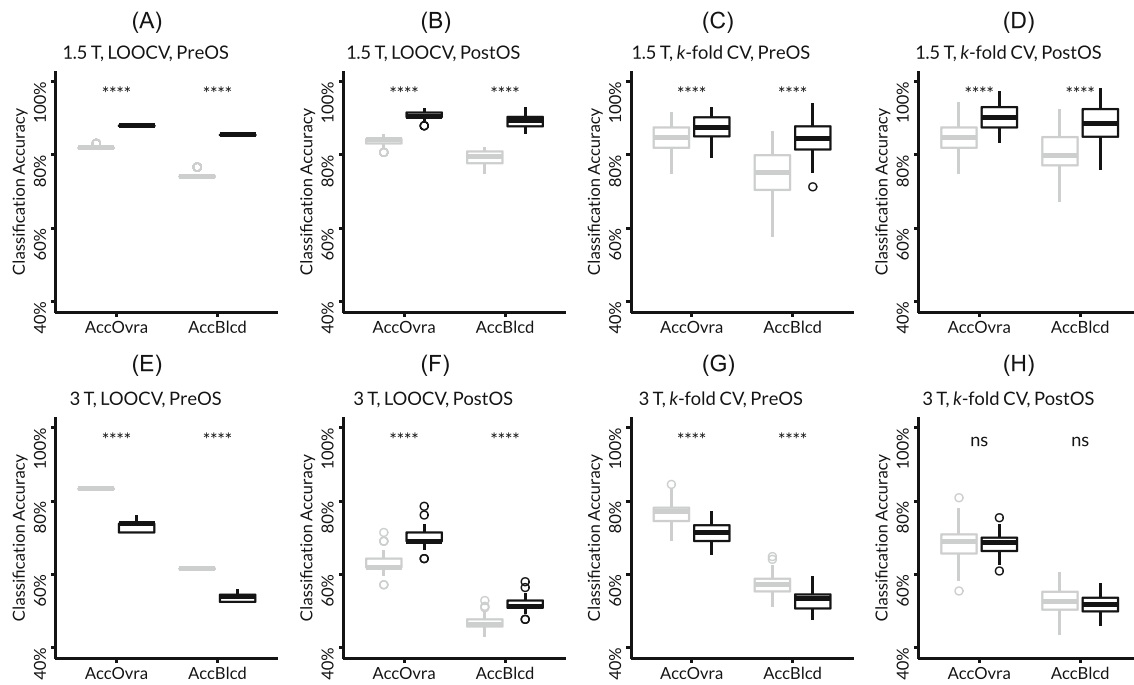 (A)
1.5 T, LOOCV, PreOS
Classification Accuracy
100%
80%
60%
40%
****
****
AccOvra
AccBlcd
(B)
1.5 T, LOOCV, PostOS
Classification Accuracy
100%
80%
60%
40%
****
****
AccOvra
AccBlcd
(C)
1.5 T, k-fold CV, PreOS
Classification Accuracy
100%
80%
60%
40%
****
****
AccOvra
AccBlcd
(D)
1.5 T, k-fold CV, PostOS
Classification Accuracy
100%
80%
60%
40%
****
****
AccOvra
AccBlcd
(E)
3 T, LOOCV, PreOS
Classification Accuracy
100%
80%
60%
40%
****
****
AccOvra
AccBlcd
(F)
3 T, LOOCV, PostOS
Classification Accuracy
100%
80%
60%
40%
****
****
AccOvra
AccBlcd
(G)
3 T, k-fold CV, PreOS
Classification Accuracy
100%
80%
60%
40%
****
****
AccOvra
AccBlcd
(H)
3 T, k-fold CV, PostOS
Classification Accuracy
100%
80%
60%
40%
ns
ns
AccOvra
AccBlcd